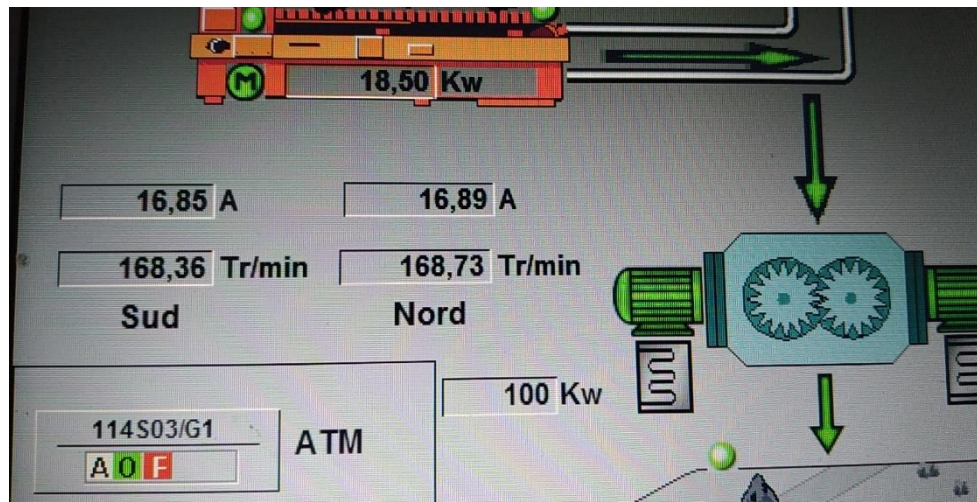 M
18,50 Kw
16,85 A
16,89 A
168,36 Tr/min
168,73 Tr/min
Sud
Nord
100 Kw
114S03/G1
A O F
ATM